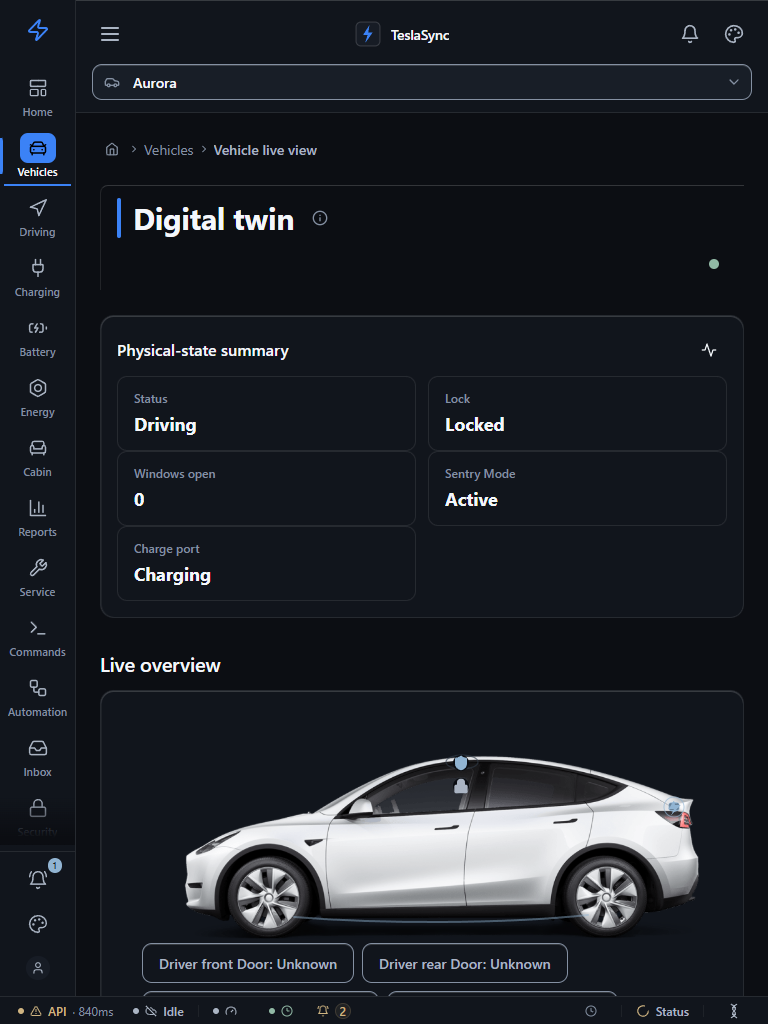 TeslaSync
Aurora
Home
Vehicles
Driving
Charging
Battery
Energy
Cabin
Reports
Service
Commands
Automation
Inbox
Security
1
Vehicles
Vehicle live view
Digital twin
Physical-state summary
Status
Driving
Lock
Locked
Windows open
0
Sentry Mode
Active
Charge port
Charging
Live overview
Driver front Door: Unknown
Driver rear Door: Unknown
API · 840ms
Idle
2
Status